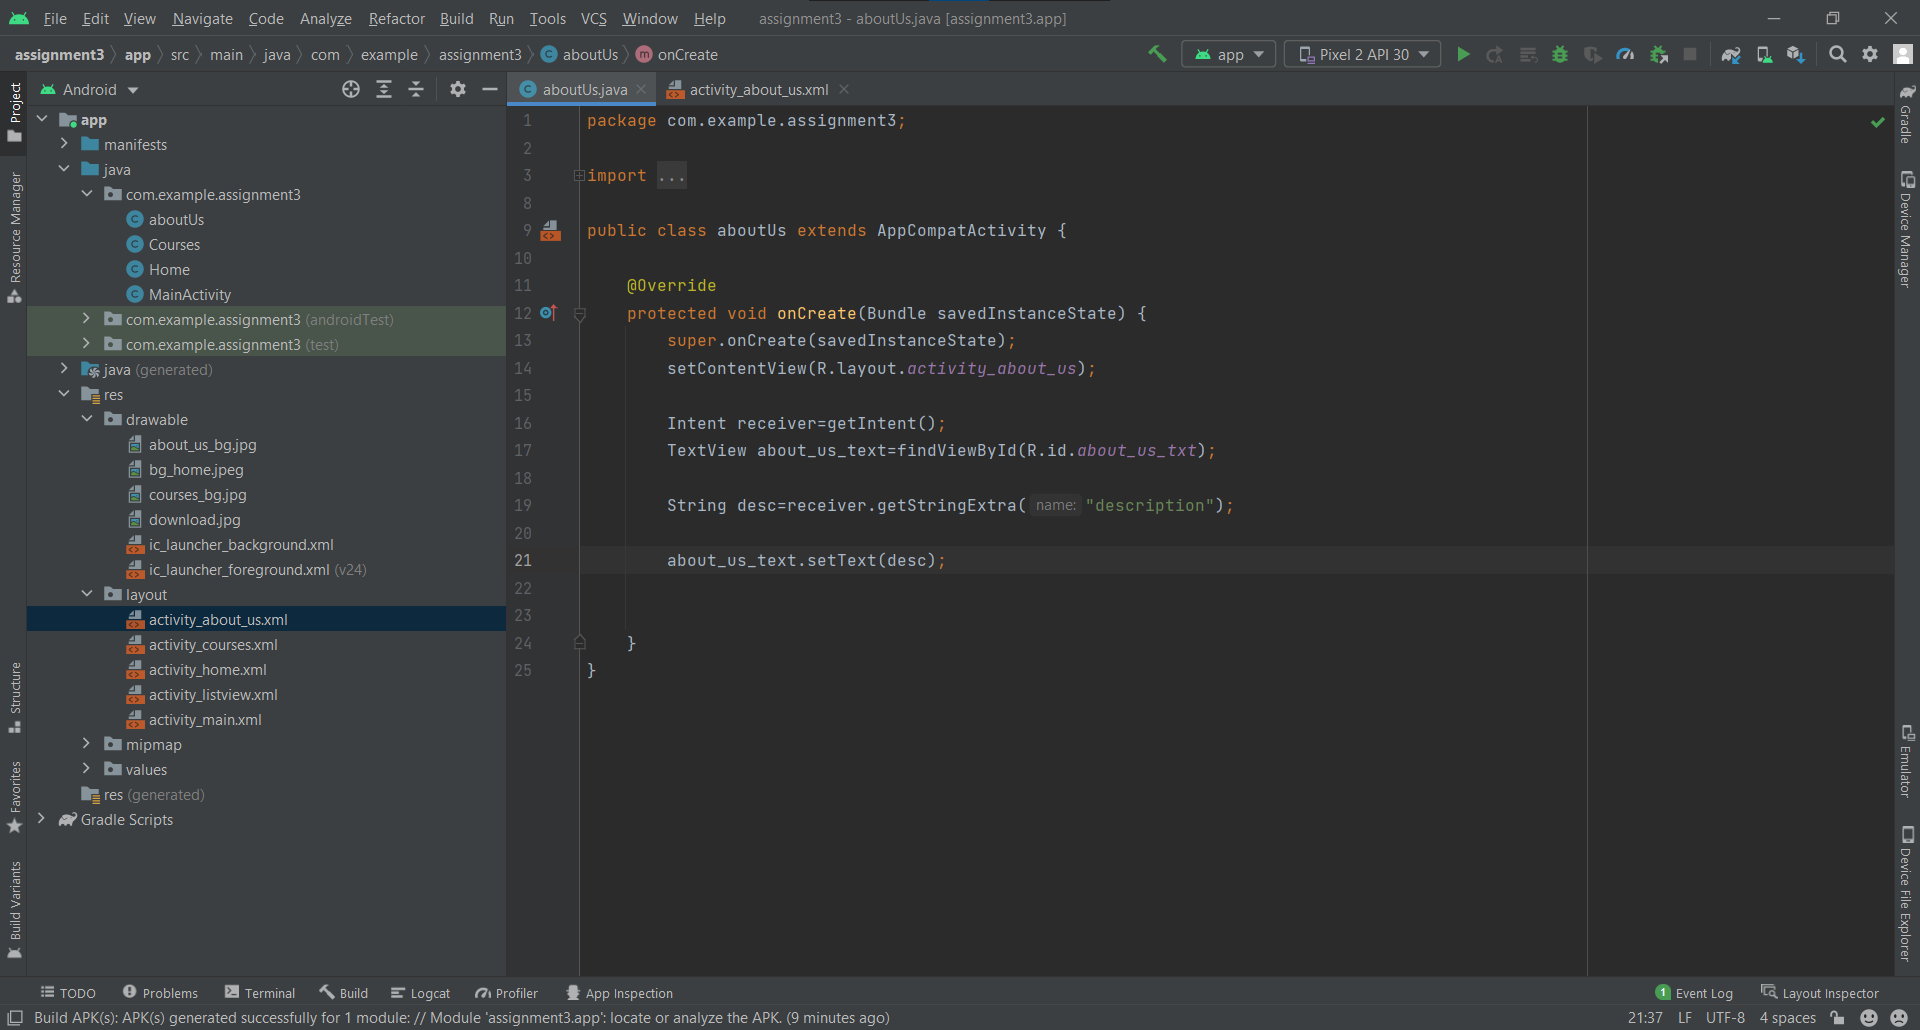 File Edit View Navigate Code Analyze Refactor Build Run Tools VCS Window Help assignment3 - aboutUs.java [assignment3.app]
assignment3 app src main java com example assignment3 aboutUs onCreate app Pixel 2 API 30
Project
Resource Manager
Structure
Favorites
Build Variants
Android
app
manifests
java
com.example.assignment3
aboutUs
Courses
Home
MainActivity
com.example.assignment3 (androidTest)
com.example.assignment3 (test)
java (generated)
res
drawable
about_us_bg.jpg
bg_home.jpeg
courses_bg.jpg
download.jpg
ic_launcher_background.xml
ic_launcher_foreground.xml (v24)
layout
activity_about_us.xml
activity_courses.xml
activity_home.xml
activity_listview.xml
activity_main.xml
mipmap
values
res (generated)
Gradle Scripts
aboutUs.java activity_about_us.xml
1 package com.example.assignment3;
2
3 import ...
8
9 public class aboutUs extends AppCompatActivity {
10
11 @Override
12 protected void onCreate(Bundle savedInstanceState) {
13 super.onCreate(savedInstanceState);
14 setContentView(R.layout.activity_about_us);
15
16 Intent receiver=getIntent();
17 TextView about_us_text=findViewById(R.id.about_us_txt);
18
19 String desc=receiver.getStringExtra( name: "description");
20
21 about_us_text.setText(desc);
22
23
24 }
25 }
Gradle
Device Manager
Emulator
Device File Explorer
TODO Problems Terminal Build Logcat Profiler App Inspection 1 Event Log Layout Inspector
Build APK(s): APK(s) generated successfully for 1 module: // Module 'assignment3.app': locate or analyze the APK. (9 minutes ago) 21:37 LF UTF-8 4 spaces